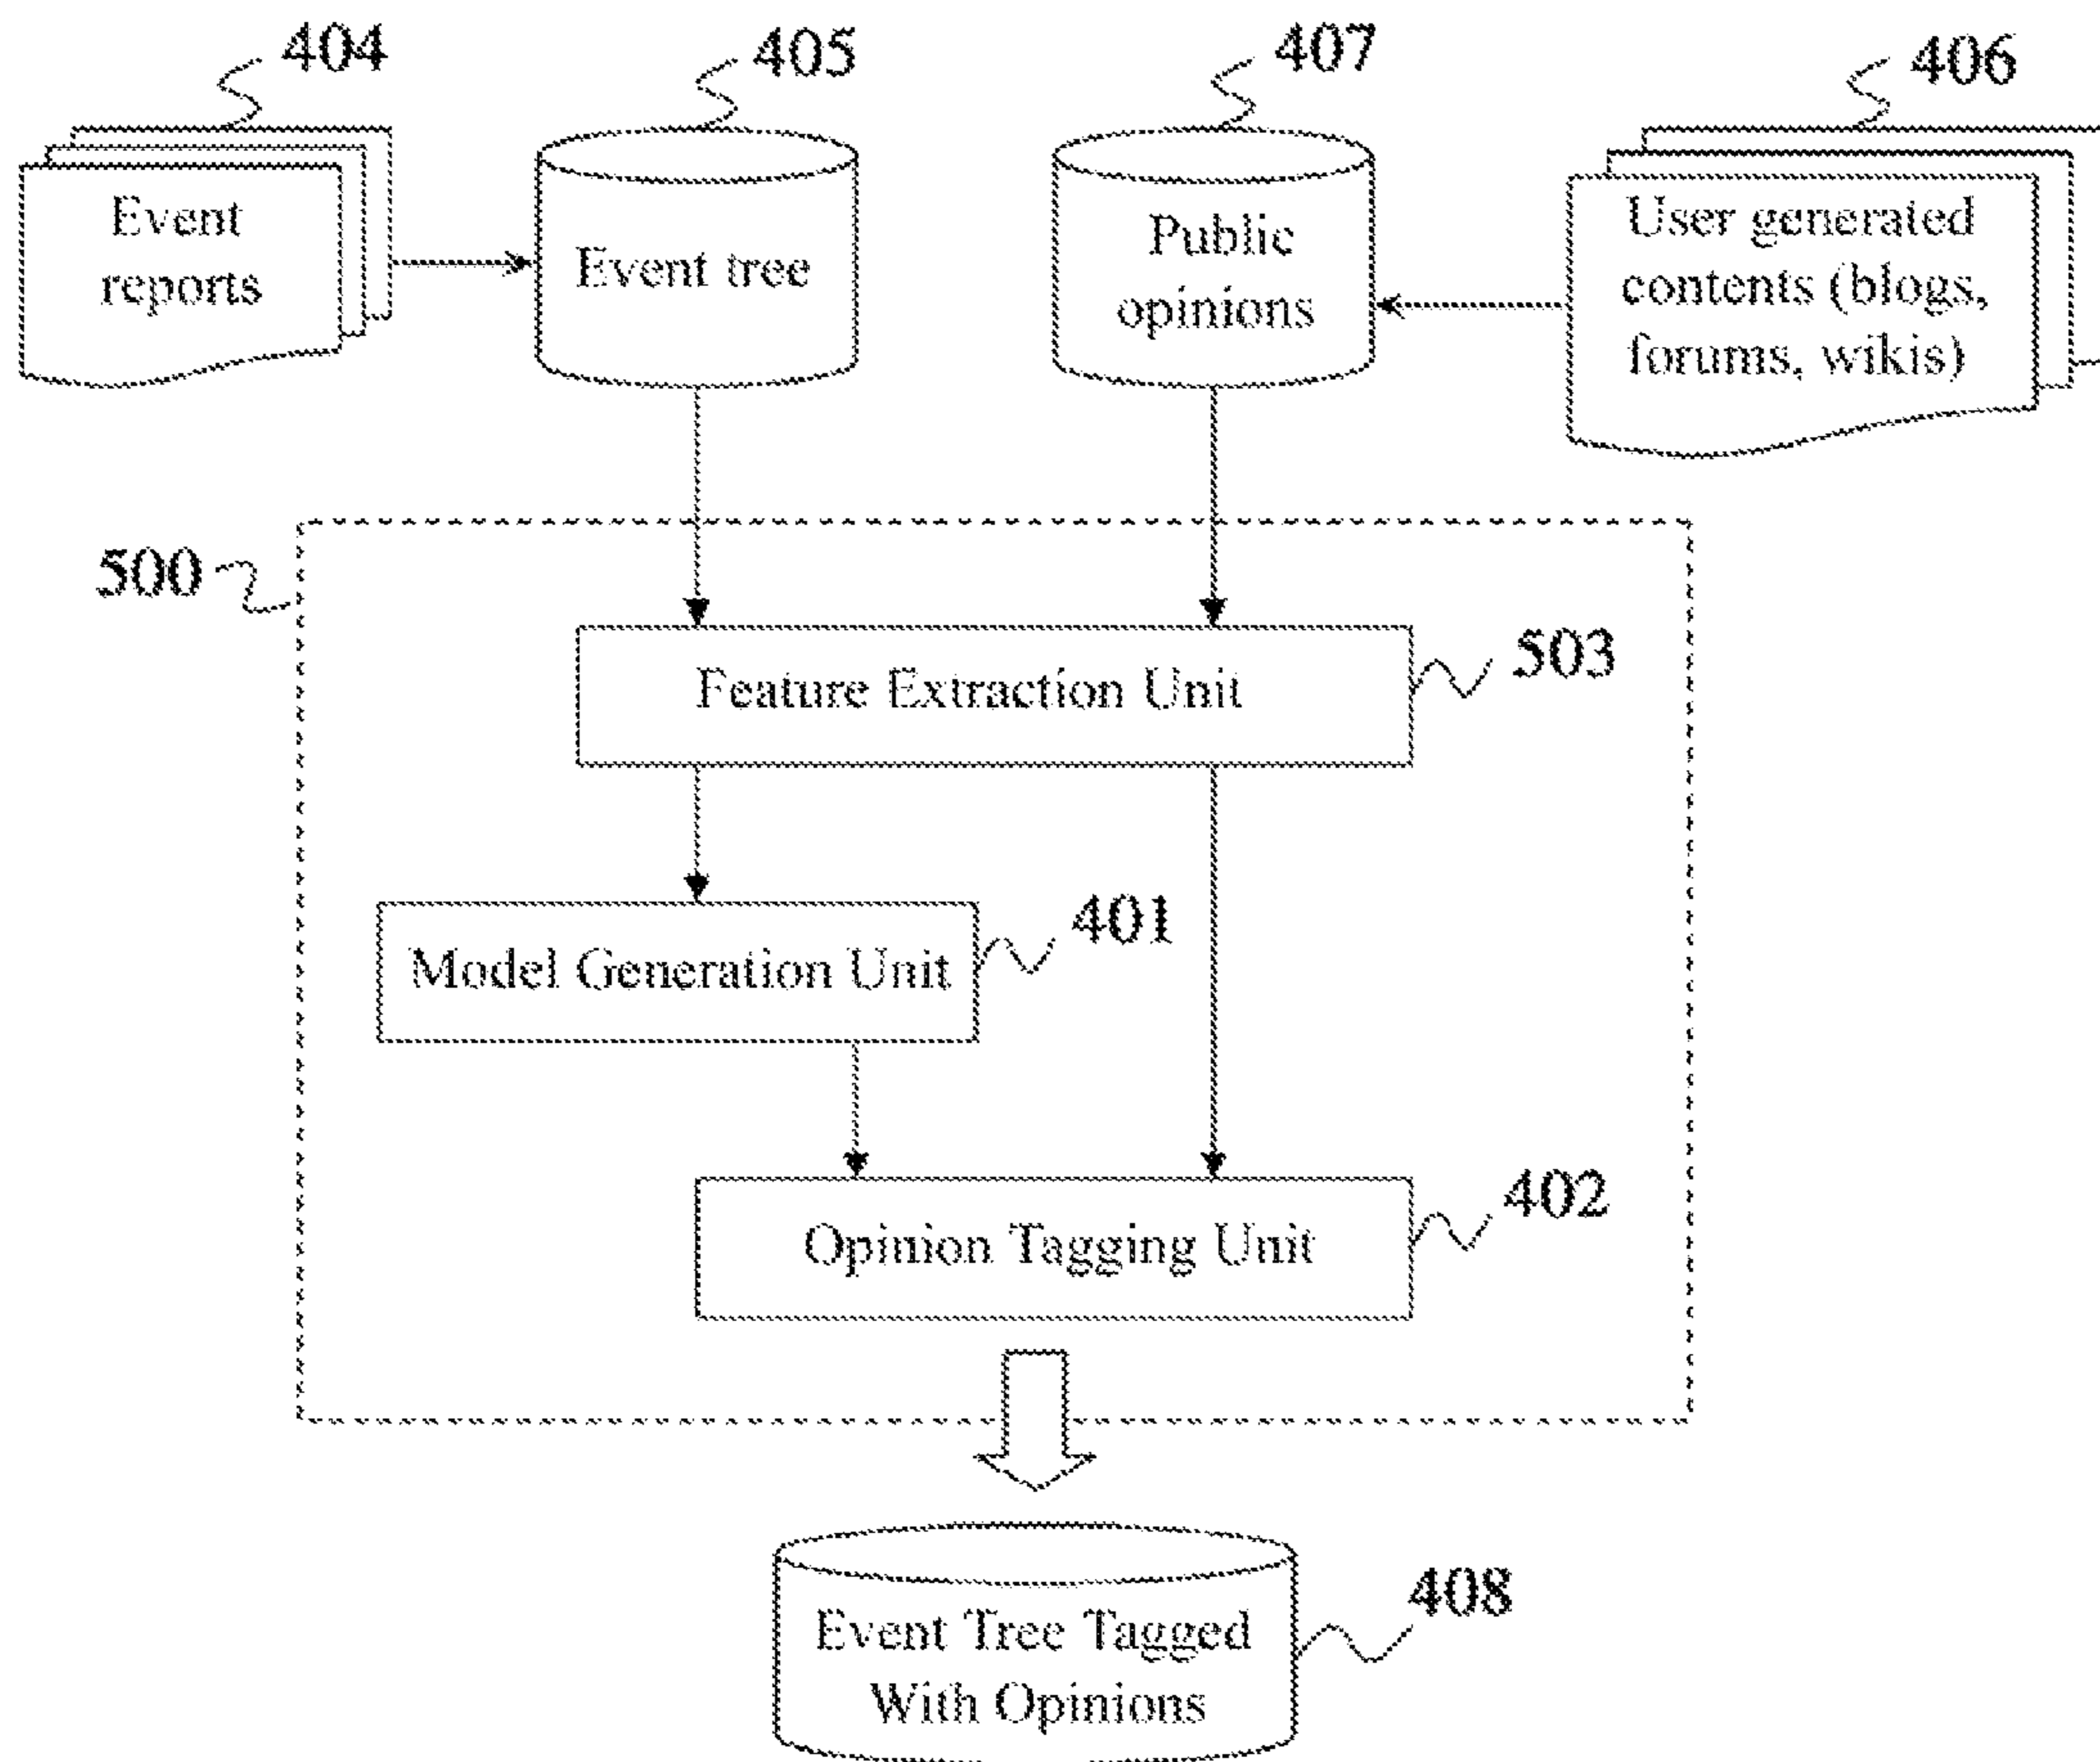 404
405
407
406
Event
reports
Event tree
Public
opinions
User generated
contents (blogs,
forums, wikis)
500
Feature Extraction Unit
503
Model Generation Unit
401
Opinion Tagging Unit
402
Event Tree Tagged
With Opinions
408